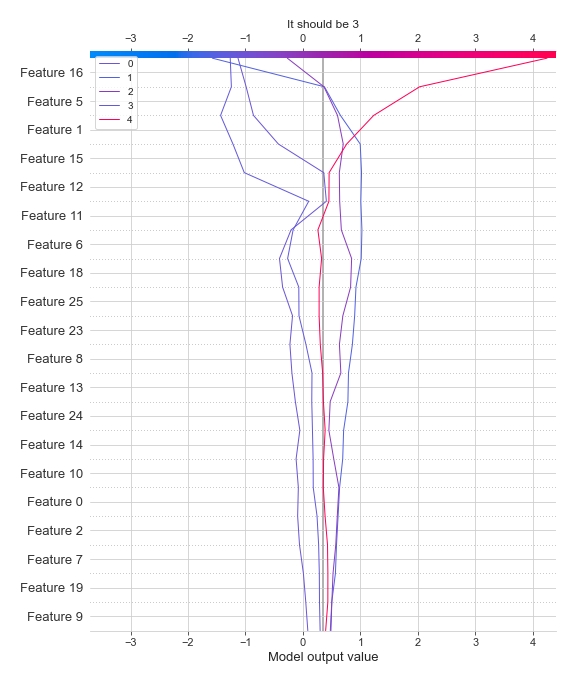 It should be 3
−3 −2 −1 0 1 2 3 4
0
1
2
3
4
Feature 16
Feature 5
Feature 1
Feature 15
Feature 12
Feature 11
Feature 6
Feature 18
Feature 25
Feature 23
Feature 8
Feature 13
Feature 24
Feature 14
Feature 10
Feature 0
Feature 2
Feature 7
Feature 19
Feature 9
−3 −2 −1 0 1 2 3 4
Model output value